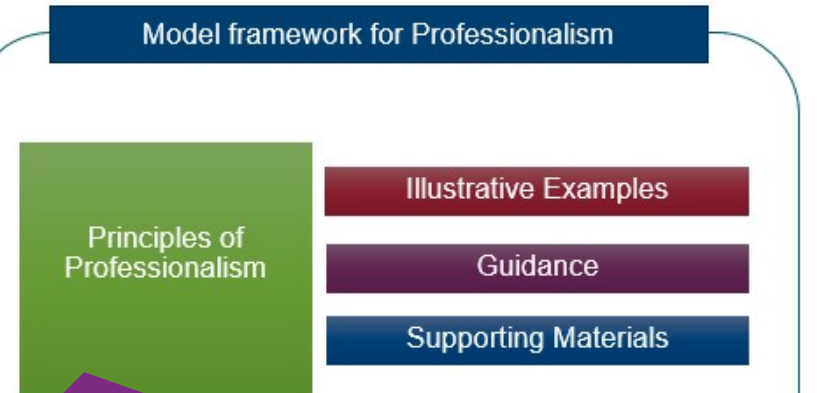 Model framework for Professionalism
Principles of
Professionalism
Illustrative Examples
Guidance
Supporting Materials